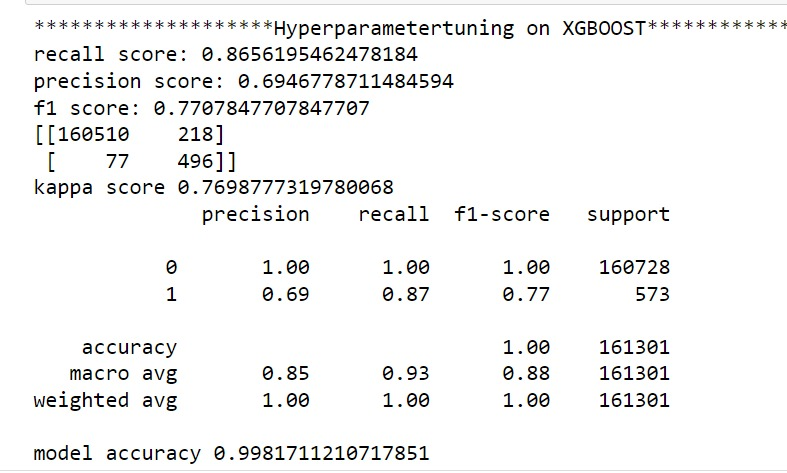 ********************Hyperparametertuning on XGBOOST************
recall score: 0.8656195462478184
precision score: 0.6946778711484594
f1 score: 0.7707847707847707
[[160510    218]
 [    77    496]]
kappa score 0.7698777319780068
              precision    recall  f1-score   support

           0       1.00      1.00      1.00    160728
           1       0.69      0.87      0.77       573

    accuracy                           1.00    161301
   macro avg       0.85      0.93      0.88    161301
weighted avg       1.00      1.00      1.00    161301

model accuracy 0.9981711210717851